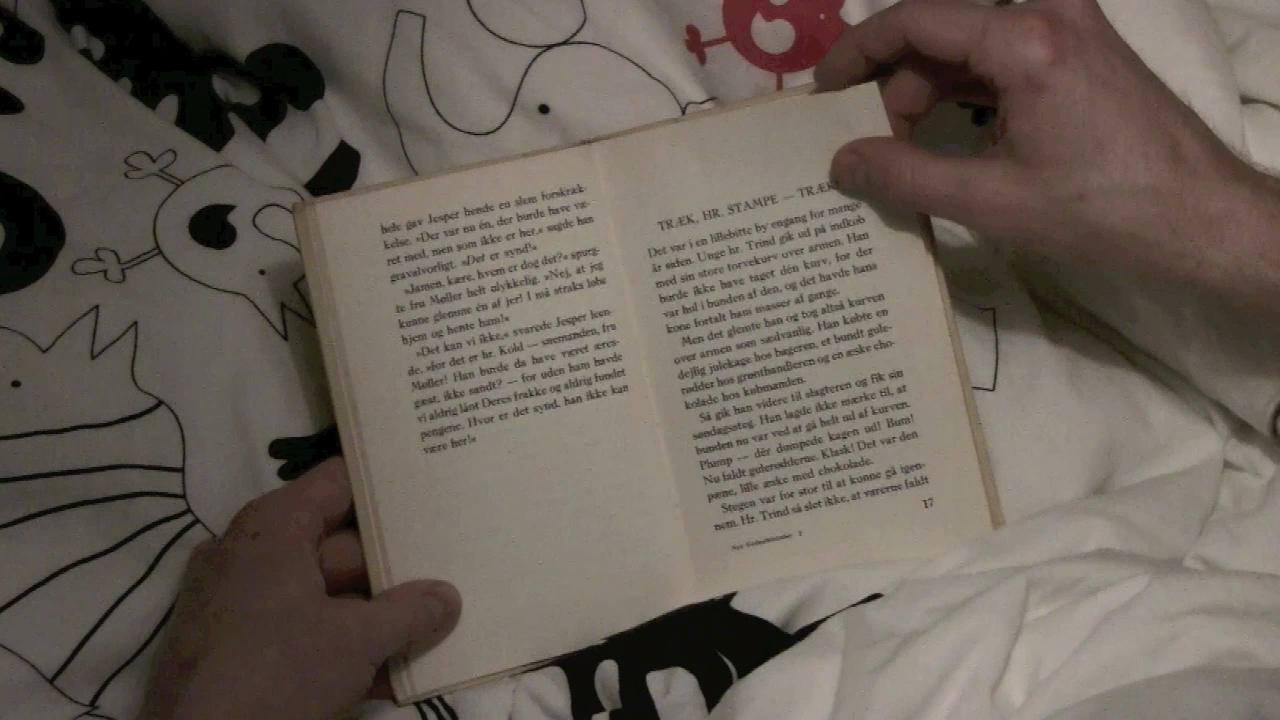 hele gav Jesper hende en slem forskræk-
kelse. »Der var nu én, der burde have væ-
ret med, men som ikke er her,« sagde han
gravalvorligt. »Det er synd!«
»Jamen, kære, hvem er dog det?« spurg-
te fru Møller helt ulykkelig. »Nej, at jeg
kunne glemme én af jer! I må straks løbe
hjem og hente ham!«
»Det kan vi ikke,« svarede Jesper leen-
de, »for det er hr. Kold — snemanden, fru
Møller! Han burde da have været æres-
gæst, ikke sandt? — for uden ham havde
vi aldrig lånt Deres frakke og aldrig fundet
pengene. Hvor er det synd, han ikke kan
være her!«
TRÆK, HR. STAMPE — TRÆK
Det var i en lillebitte by engang for mange
år siden. Unge hr. Trind gik ud på indkøb
med sin store torvekurv over armen. Han
burde ikke have taget dén kurv, for der
var hul i bunden af den, og det havde hans
kone fortalt ham masser af gange.
Men det glemte han og tog altså kurven
over armen som sædvanlig. Han købte en
dejlig julekage hos bageren, et bundt gule-
rødder hos grønthandleren og en æske cho-
kolade hos købmanden.
Så gik han videre til slagteren og fik sin
søndagssteg. Han lagde ikke mærke til, at
bunden nu var ved at gå helt ud af kurven.
Plump — dér dumpede kagen ud! Bum!
Nu faldt gulerødderne. Klask! Det var den
pæne, lille æske med chokolade.
Stegen var for stor til at kunne gå igen-
nem. Hr. Trind så slet ikke, at varerne faldt
17
Nye Godnathistorier 2